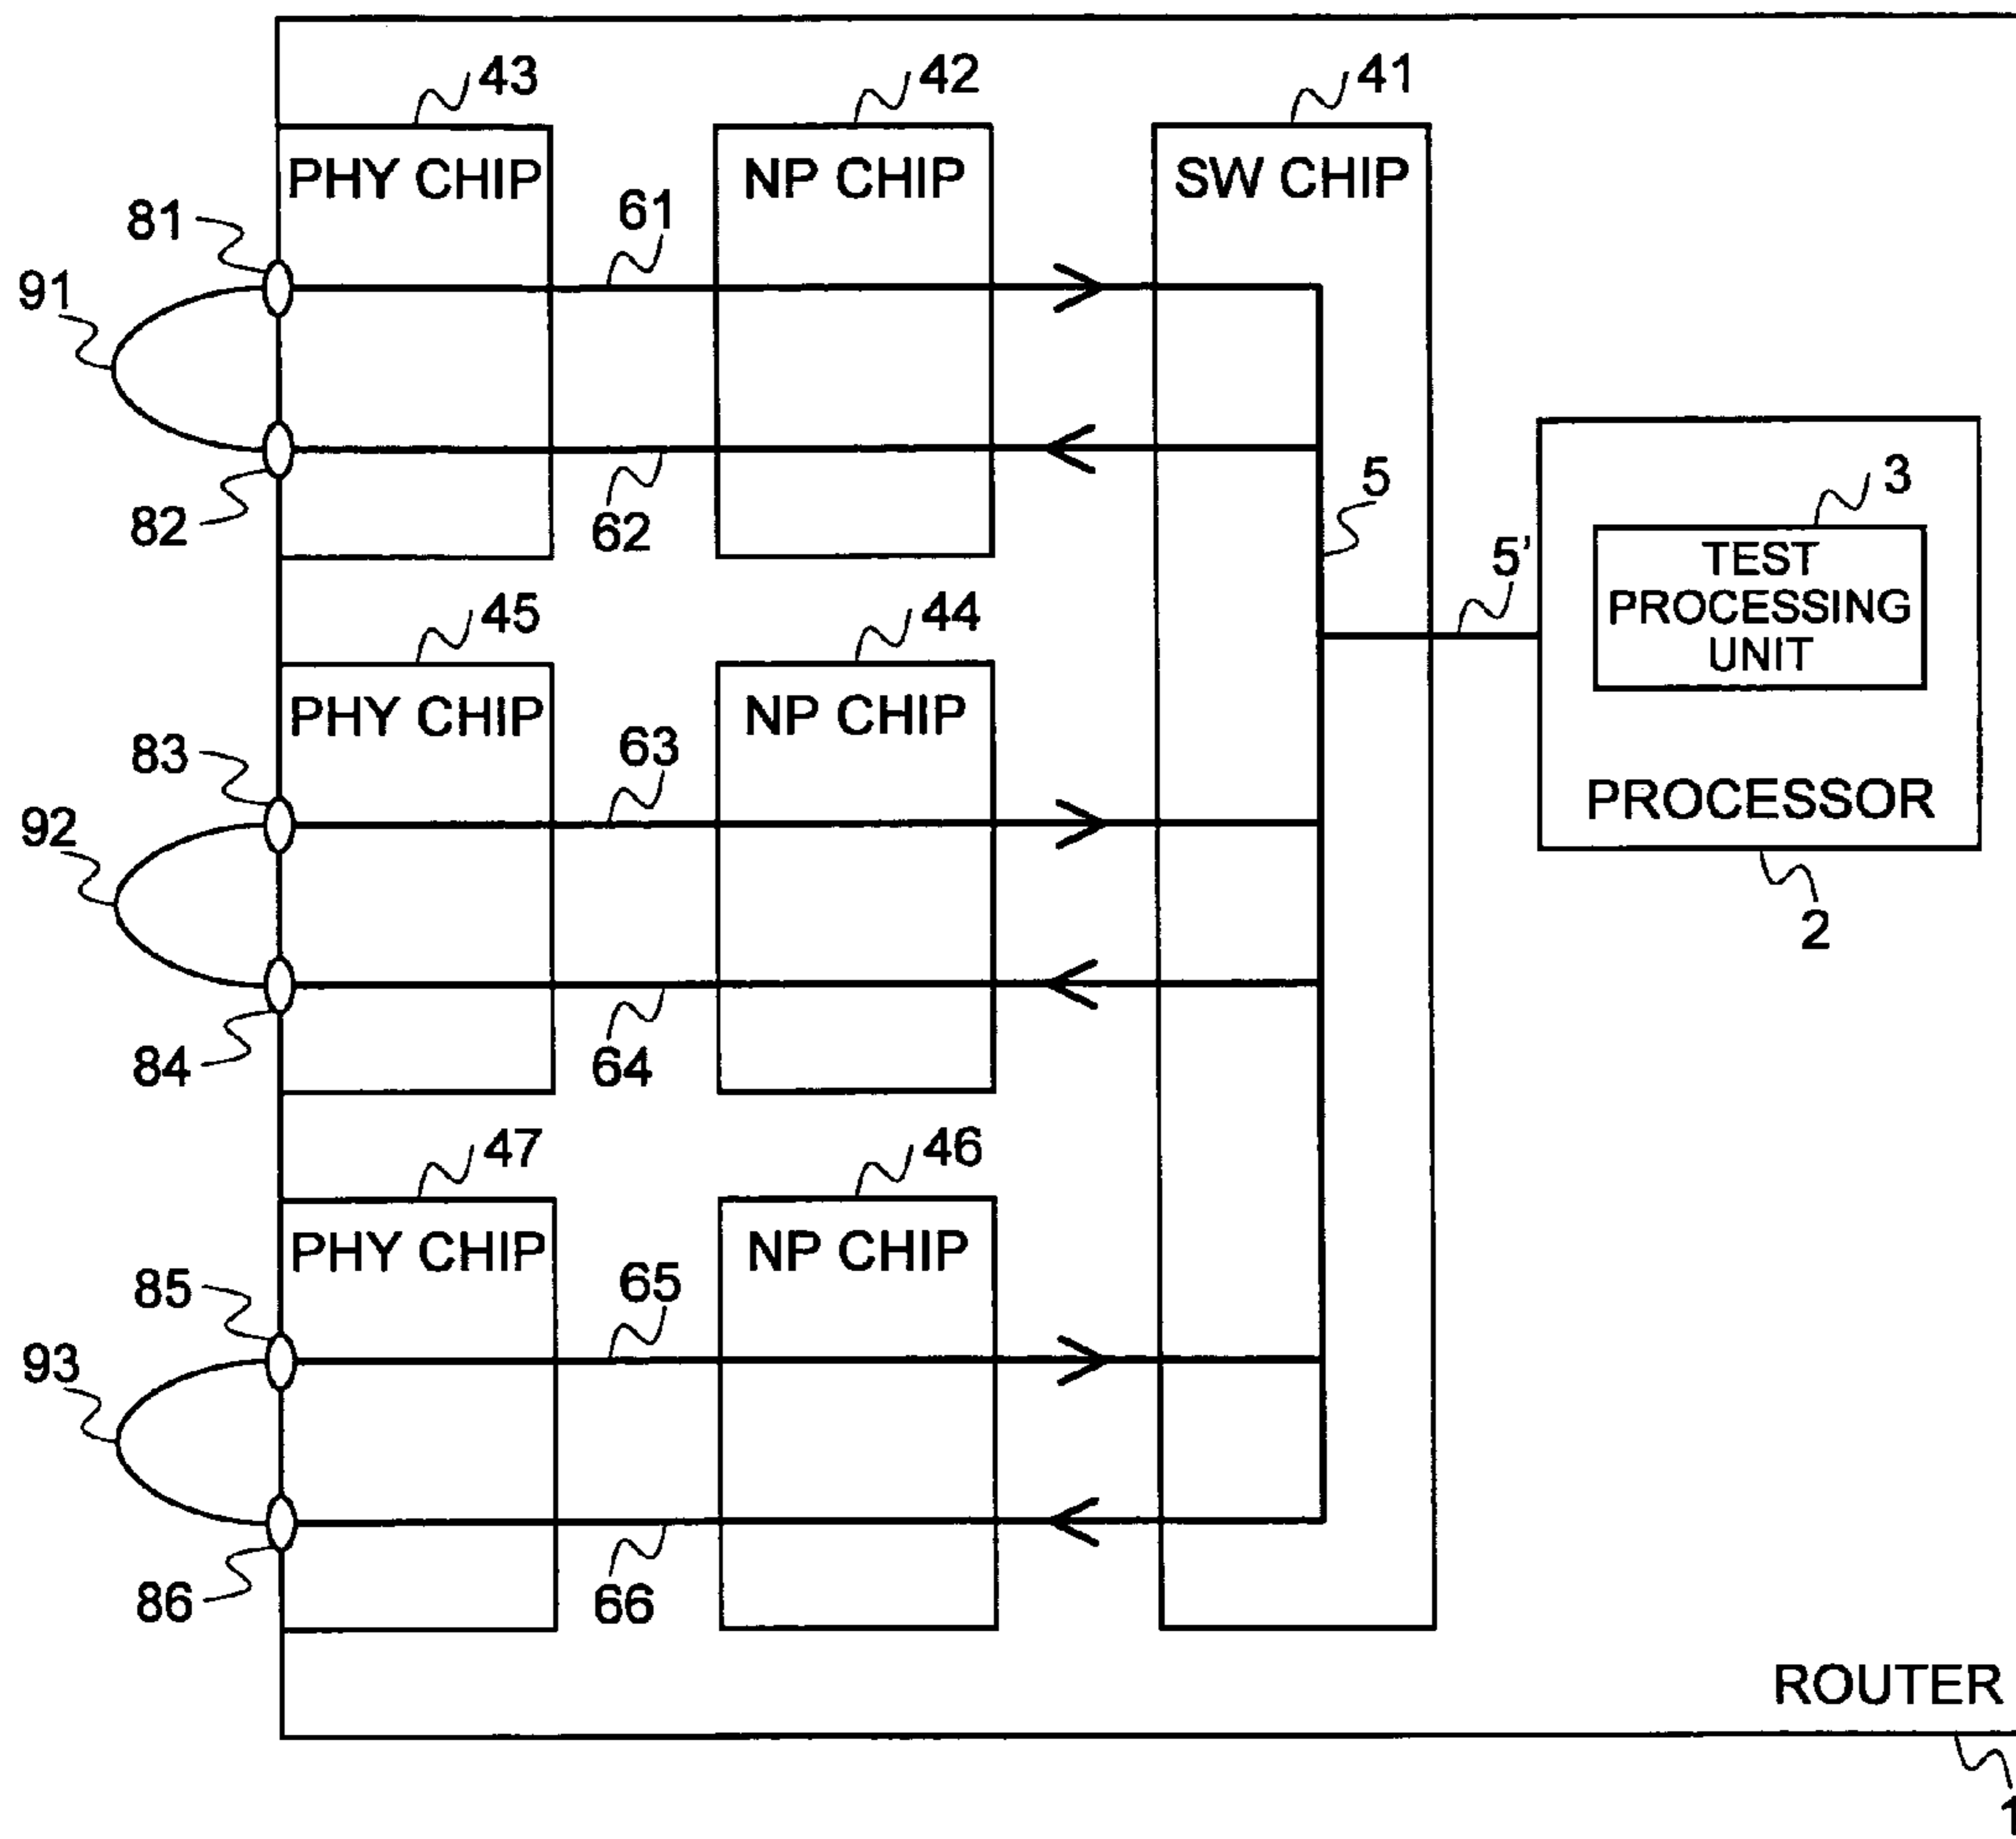 43
42
41
PHY CHIP
NP CHIP
SW CHIP
81
61
91
82
62
5
3
5'
TEST
PROCESSING
UNIT
PROCESSOR
2
45
44
PHY CHIP
NP CHIP
83
63
92
84
64
47
46
PHY CHIP
NP CHIP
85
65
93
86
66
ROUTER
1